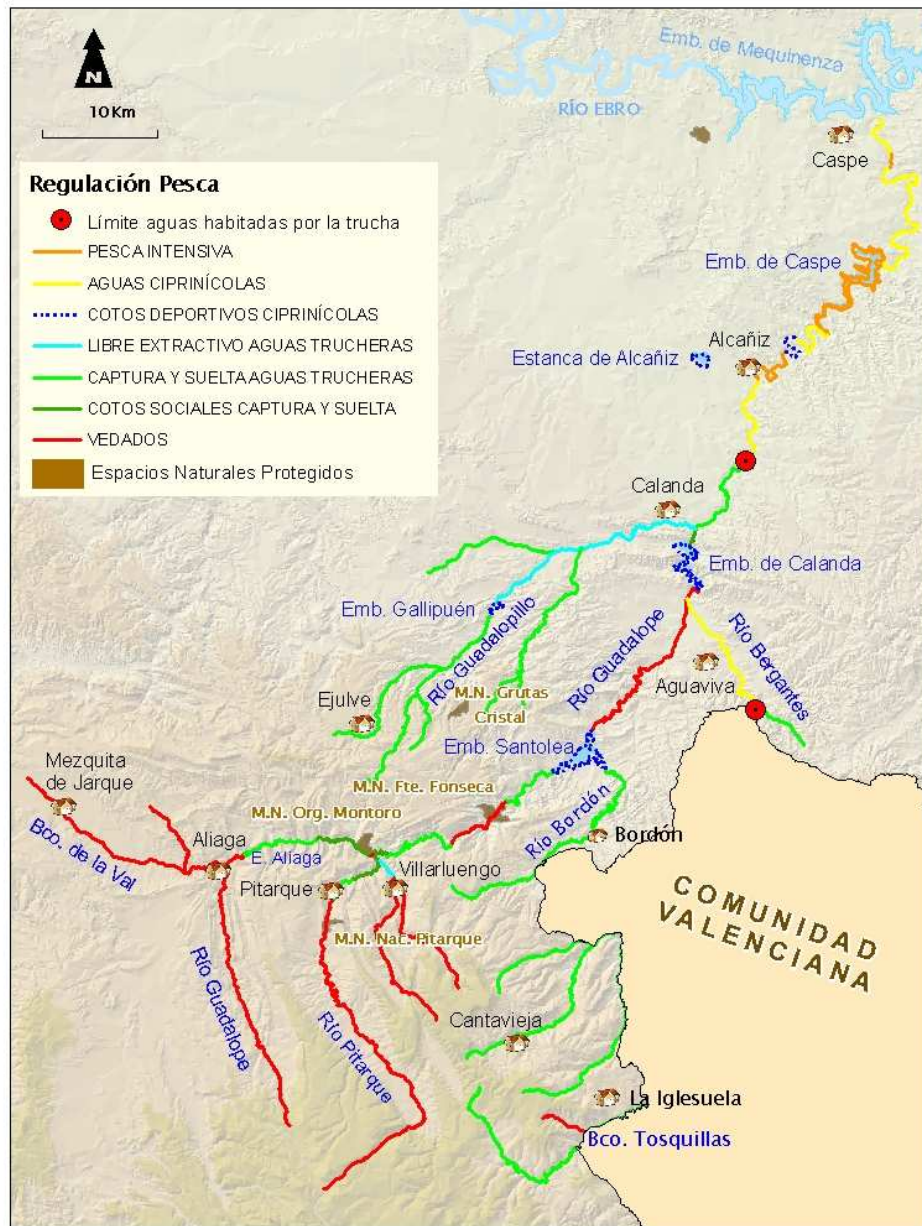 Emb. de Mequinenza
N
10 Km
RÍO EBRO
Caspe
Regulación Pesca
Límite aguas habitadas por la trucha
PESCA INTENSIVA
AGUAS CIPRINÍCOLAS
COTOS DEPORTIVOS CIPRINÍCOLAS
LIBRE EXTRACTIVO AGUAS TRUCHERAS
CAPTURA Y SUELTA AGUAS TRUCHERAS
COTOS SOCIALES CAPTURA Y SUELTA
VEDADOS
Espacios Naturales Protegidos
Emb. de Caspe
Alcañiz
Estanca de Alcañiz
Calanda
Emb. de Calanda
Emb. Gallipuén
Río Guadalopillo
Río Guadalope
Río Bergantes
Aguaviva
Ejulve
M.N. Grutas
Cristal
Emb. Santolea
Mezquita
de Jarque
M.N. Fte. Fonseca
M.N. Org. Montoro
Bco. de la Val
Aliaga
E. Aliaga
Río Bordón
Bordón
Pitarque
Villarluengo
COMUNIDAD
VALENCIANA
M.N. Nac. Pitarque
Río Guadalope
Río Pitarque
Cantavieja
La Iglesuela
Bco. Tosquillas